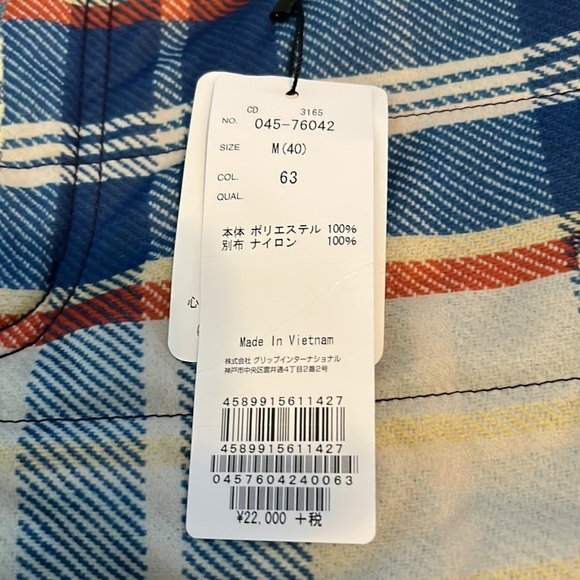 CD 3165
NO. 045-76042
SIZE M(40)
COL. 63
QUAL.
本体 ポリエステル 100%
別布 ナイロン 100%
心
Made In Vietnam
株式会社 グリップインターナショナル
神戸市中央区雲井通4丁目2番2号
4589915611427
4589915611427
0457604240063
¥22,000 +税